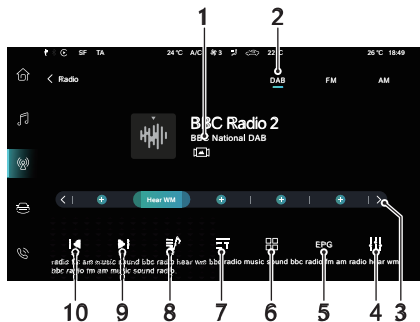 1
2
SF TA 24°C A/C 3 22°C 26°C 18:49
Radio
DAB FM AM
BBC Radio 2
BBC National DAB
Hear WM
EPG
radio fm am music sound bbc radio hear wm bbc radio music sound bbc radio fm am radio hear wm
bbc radio fm am music sound radio.
10 9 8 7 6 5 4 3